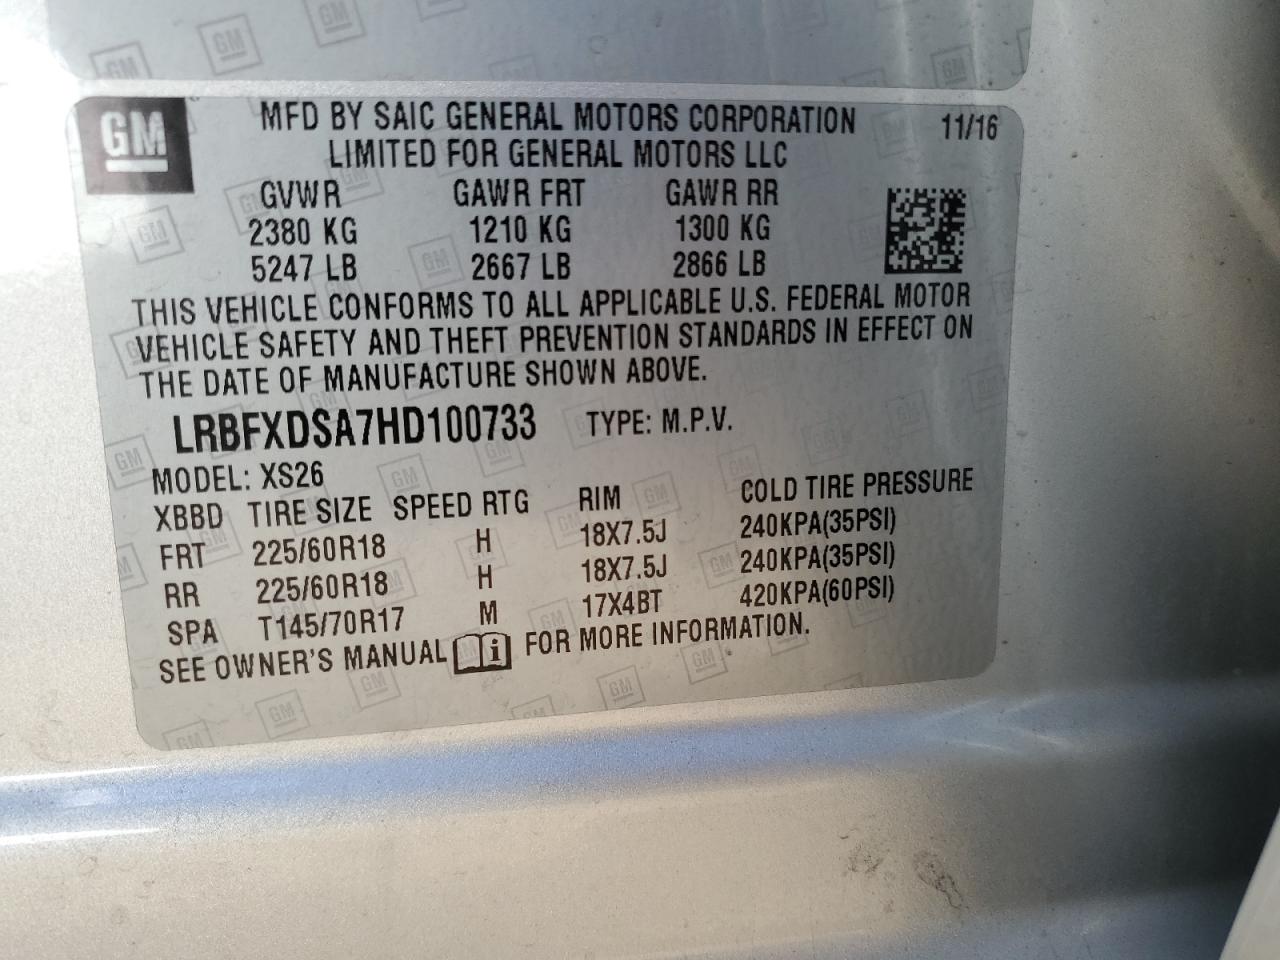 GM
MFD BY SAIC GENERAL MOTORS CORPORATION 11/16
LIMITED FOR GENERAL MOTORS LLC
GVWR GAWR FRT GAWR RR
2380 KG 1210 KG 1300 KG
5247 LB 2667 LB 2866 LB
THIS VEHICLE CONFORMS TO ALL APPLICABLE U.S. FEDERAL MOTOR
VEHICLE SAFETY AND THEFT PREVENTION STANDARDS IN EFFECT ON
THE DATE OF MANUFACTURE SHOWN ABOVE.
LRBFXDSA7HD100733 TYPE: M.P.V.
MODEL: XS26
XBBD TIRE SIZE SPEED RTG RIM COLD TIRE PRESSURE
FRT 225/60R18 H 18X7.5J 240KPA(35PSI)
RR 225/60R18 H 18X7.5J 240KPA(35PSI)
SPA T145/70R17 M 17X4BT 420KPA(60PSI)
SEE OWNER'S MANUAL i FOR MORE INFORMATION.